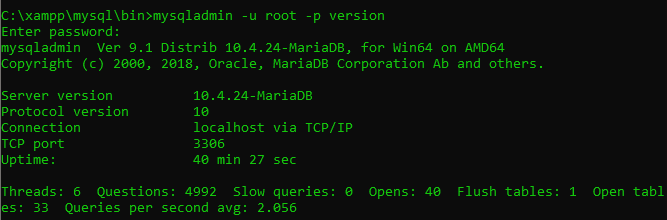 C:\xampp\mysql\bin>mysqladmin -u root -p version
Enter password:
mysqladmin  Ver 9.1 Distrib 10.4.24-MariaDB, for Win64 on AMD64
Copyright (c) 2000, 2018, Oracle, MariaDB Corporation Ab and others.

Server version          10.4.24-MariaDB
Protocol version        10
Connection              localhost via TCP/IP
TCP port                3306
Uptime:                 40 min 27 sec

Threads: 6  Questions: 4992  Slow queries: 0  Opens: 40  Flush tables: 1  Open tabl
es: 33  Queries per second avg: 2.056